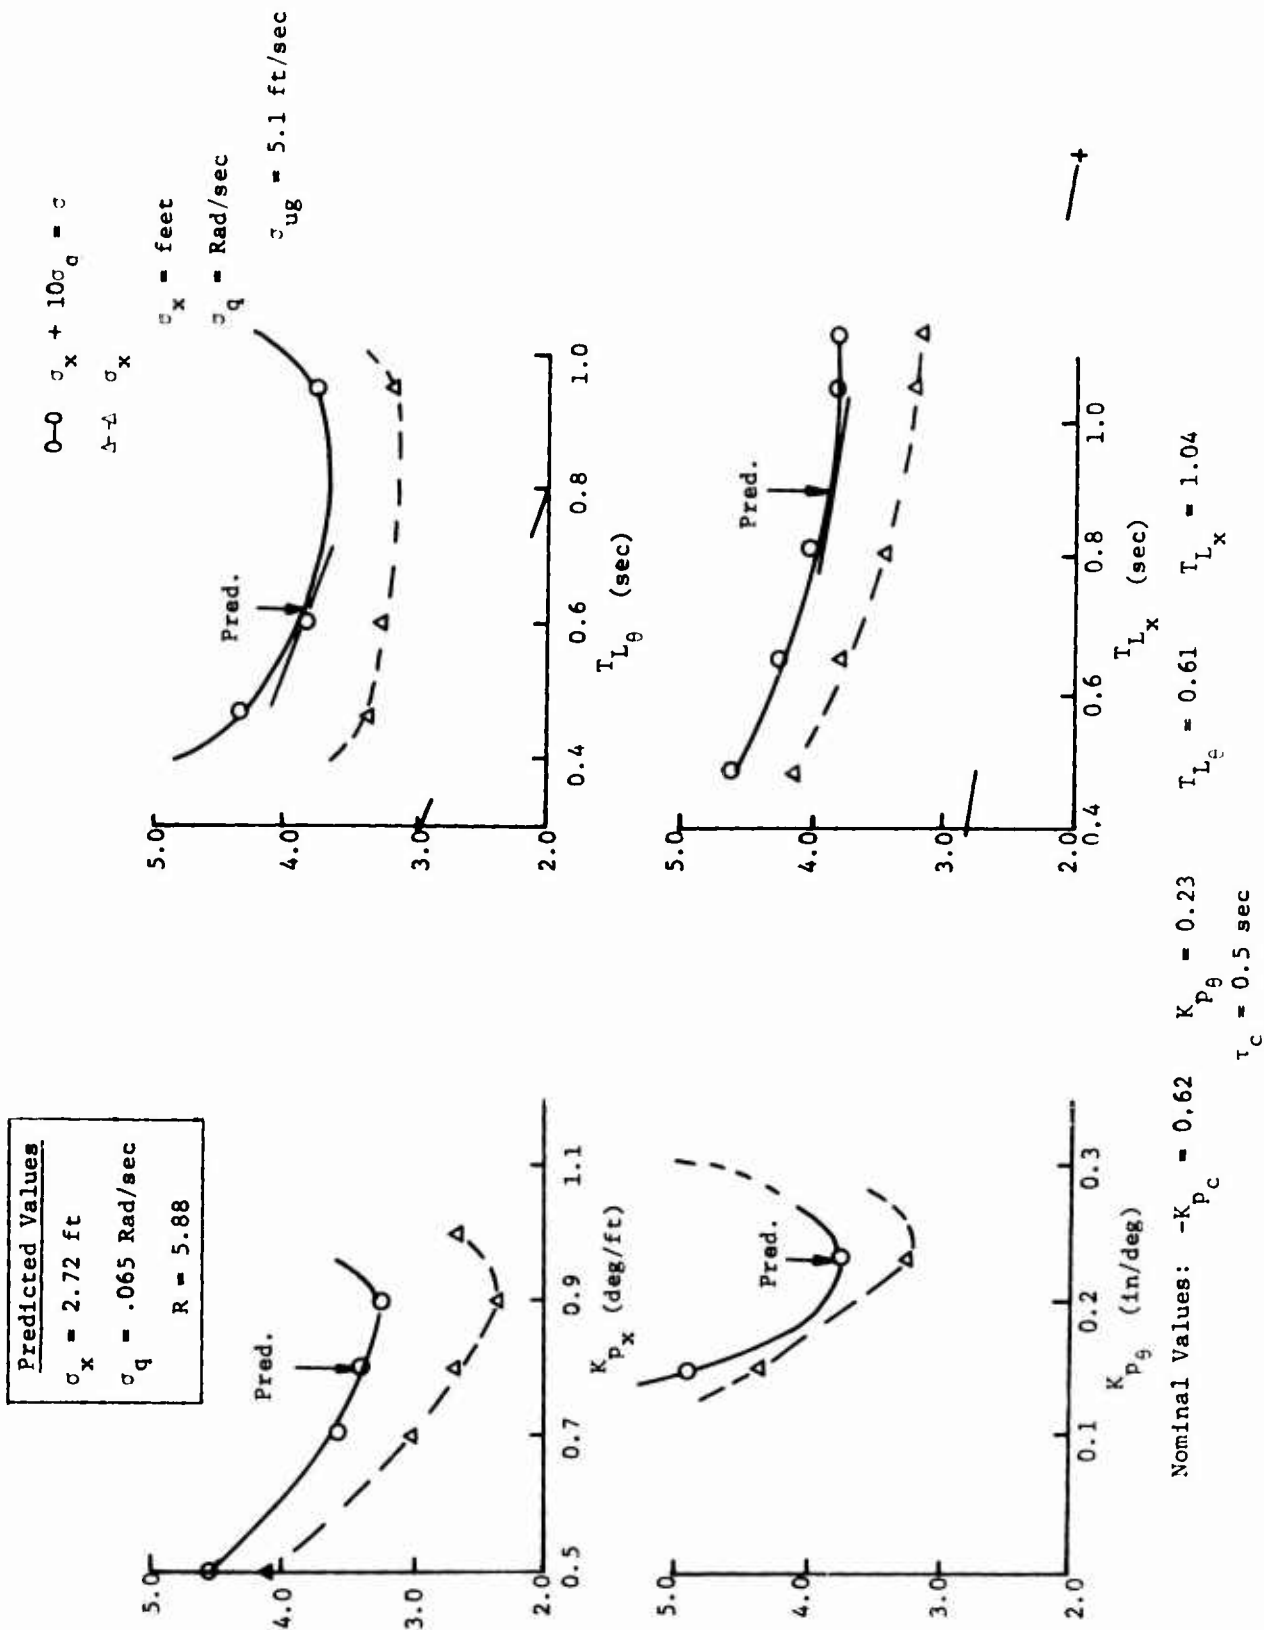 Predicted Values
σx = 2.72 ft
σq = .065 Rad/sec
R = 5.88
O—O σx + 10σq = σ
Δ-Δ σx
σx = feet
σq = Rad/sec
σug = 5.1 ft/sec
5.0
4.0
3.0
2.0
Pred.
0.5 0.7 0.9 1.1
Kpx (deg/ft)
5.0
4.0
3.0
2.0
Pred.
0.4 0.6 0.8 1.0
TLθ (sec)
5.0
4.0
3.0
2.0
Pred.
0.1 0.2 0.3
Kpθ (in/deg)
5.0
4.0
3.0
2.0
Pred.
0.4 0.6 0.8 1.0
TLx (sec)
Nominal Values: -Kpc = 0.62 Kpθ = 0.23 TLθ = 0.61 TLx = 1.04
τc = 0.5 sec